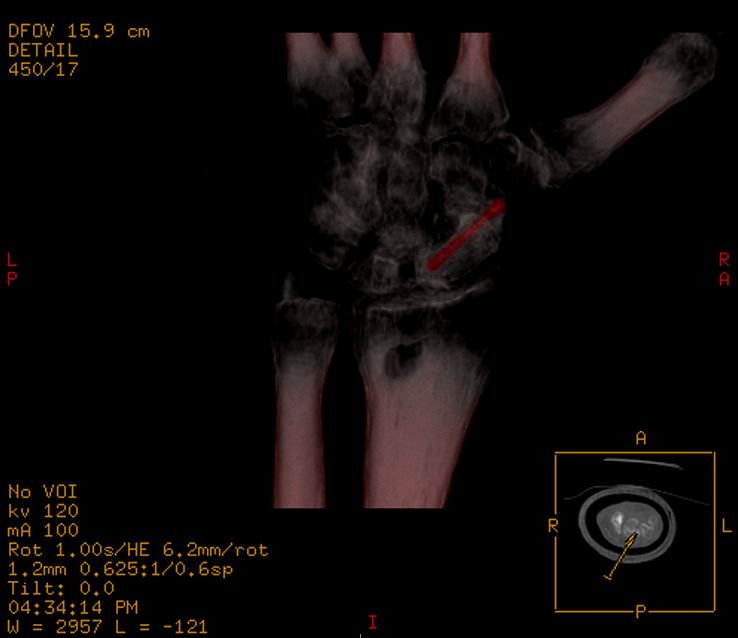 DFOV 15.9 cm
DETAIL
450/17
L
P
R
A
A
R
L
P
No VOI
kv 120
mA 100
Rot 1.00s/HE 6.2mm/rot
1.2mm 0.625:1/0.6sp
Tilt: 0.0
04:34:14 PM
W = 2957 L = -121
I